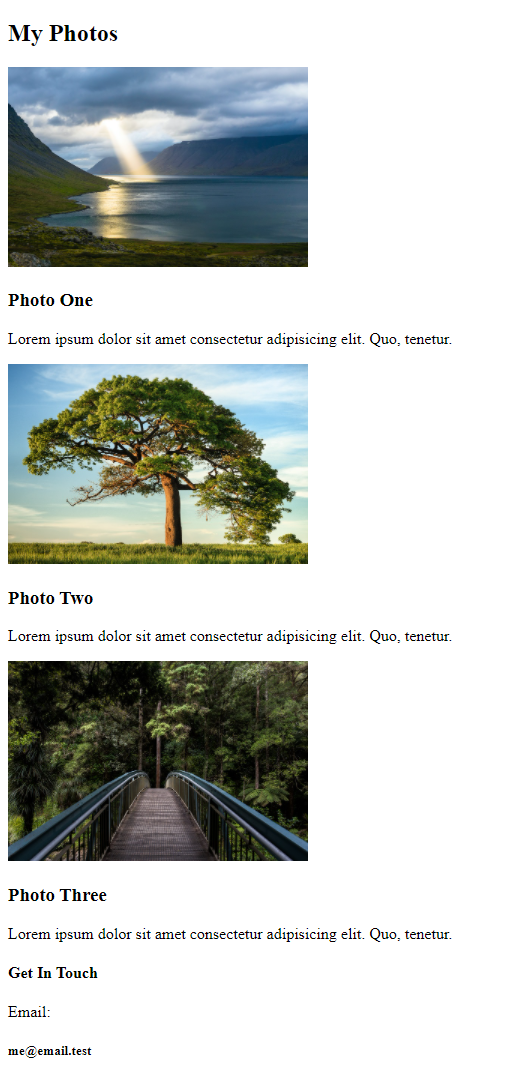 My Photos
Photo One
Lorem ipsum dolor sit amet consectetur adipisicing elit. Quo, tenetur.
Photo Two
Lorem ipsum dolor sit amet consectetur adipisicing elit. Quo, tenetur.
Photo Three
Lorem ipsum dolor sit amet consectetur adipisicing elit. Quo, tenetur.
Get In Touch
Email:
me@email.test